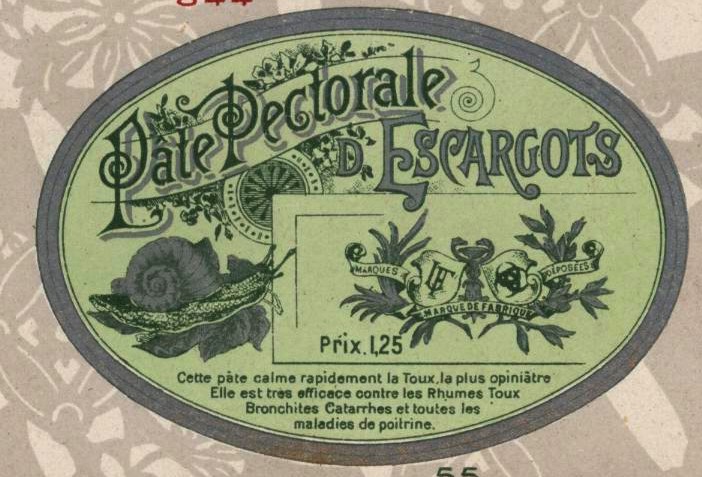 844
Pâte Pectorale
D'ESCARGOTS
MARQUES
DÉPOSÉES
MARQUE DE FABRIQUE
Prix.1,25
Cette pâte calme rapidement la Toux, la plus opiniâtre
Elle est très efficace contre les Rhumes Toux
Bronchites Catarrhes et toutes les
maladies de poitrine.
55